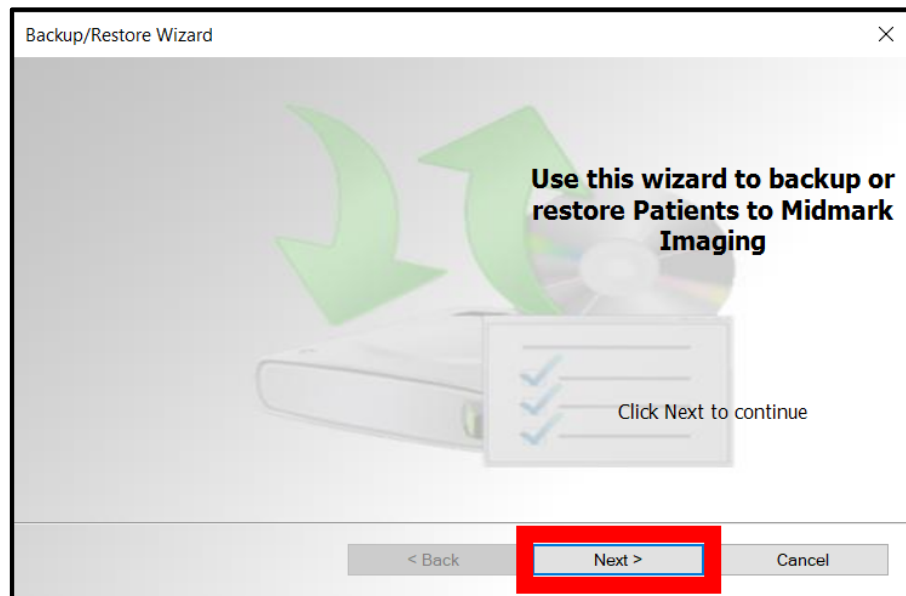 Backup/Restore Wizard
Use this wizard to backup or
restore Patients to Midmark
Imaging
Click Next to continue
< Back
Next >
Cancel